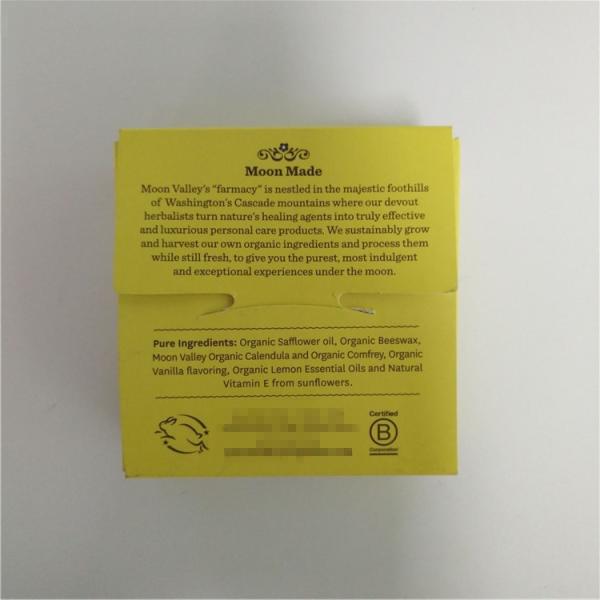 Moon Made
Moon Valley's "farmacy" is nestled in the majestic foothills
of Washington's Cascade mountains where our devout
herbalists turn nature's healing agents into truly effective
and luxurious personal care products. We sustainably grow
and harvest our own organic ingredients and process them
while still fresh, to give you the purest, most indulgent
and exceptional experiences under the moon.
Pure Ingredients: Organic Safflower oil, Organic Beeswax,
Moon Valley Organic Calendula and Organic Comfrey, Organic
Vanilla flavoring, Organic Lemon Essential Oils and Natural
Vitamin E from sunflowers.
Certified
B
Corporation